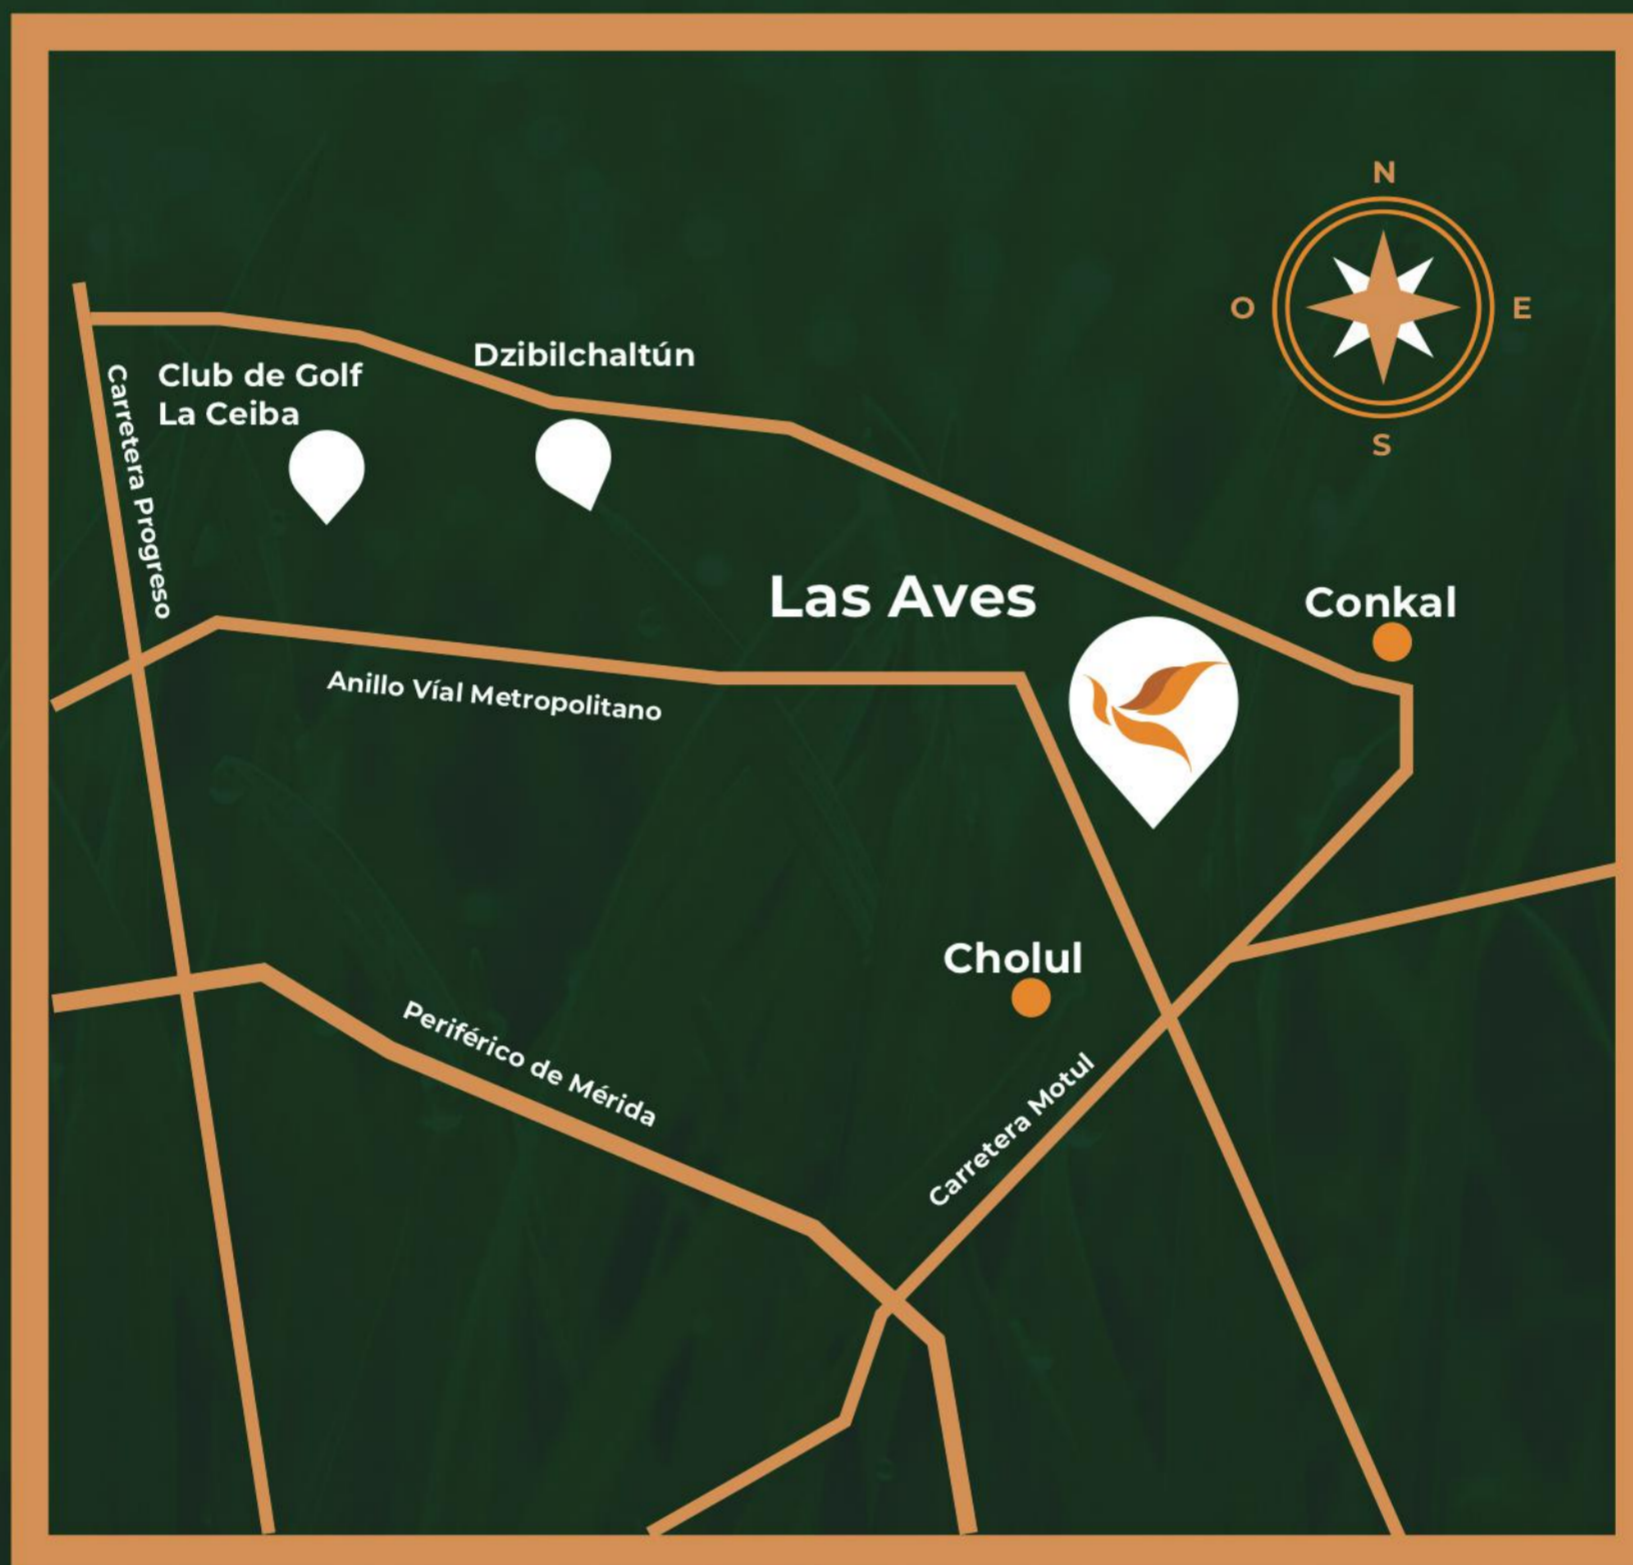 N
O
E
S
Dzibilchaltún
Club de Golf
La Ceiba
Carretera Progreso
Las Aves
Conkal
Anillo Víal Metropolitano
Cholul
Periférico de Mérida
Carretera Motul